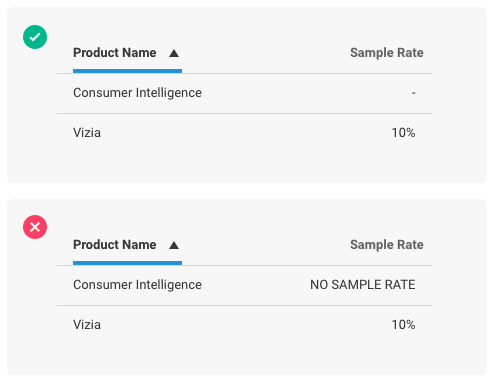 Product Name ▲ Sample Rate
Consumer Intelligence -
Vizia 10%
Product Name ▲ Sample Rate
Consumer Intelligence NO SAMPLE RATE
Vizia 10%